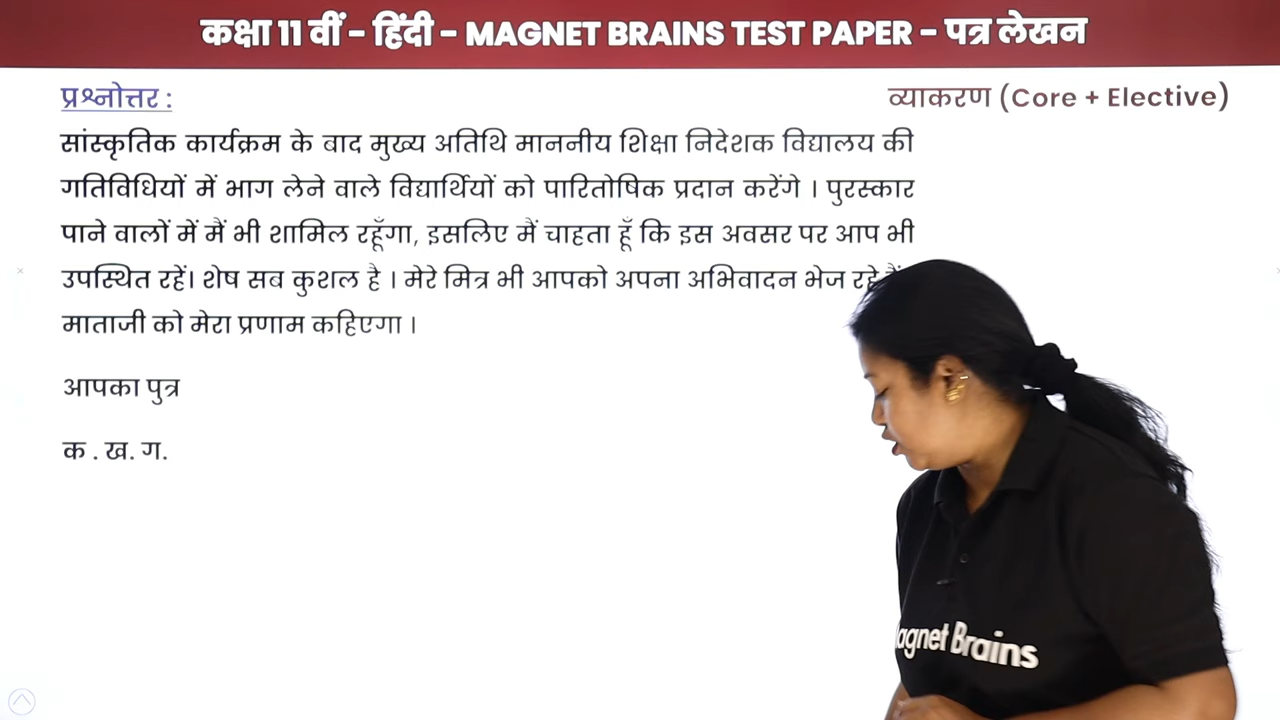 कक्षा 11 वीं - हिंदी - MAGNET BRAINS TEST PAPER - पत्र लेखन
प्रश्नोत्तर :
व्याकरण (Core + Elective)
सांस्कृतिक कार्यक्रम के बाद मुख्य अतिथि माननीय शिक्षा निदेशक विद्यालय की
गतिविधियों में भाग लेने वाले विद्यार्थियों को पारितोषिक प्रदान करेंगे । पुरस्कार
पाने वालों में मैं भी शामिल रहूँगा, इसलिए मैं चाहता हूँ कि इस अवसर पर आप भी
उपस्थित रहें। शेष सब कुशल है । मेरे मित्र भी आपको अपना अभिवादन भेज रहे
माताजी को मेरा प्रणाम कहिएगा ।
आपका पुत्र
क . ख. ग.
Brains